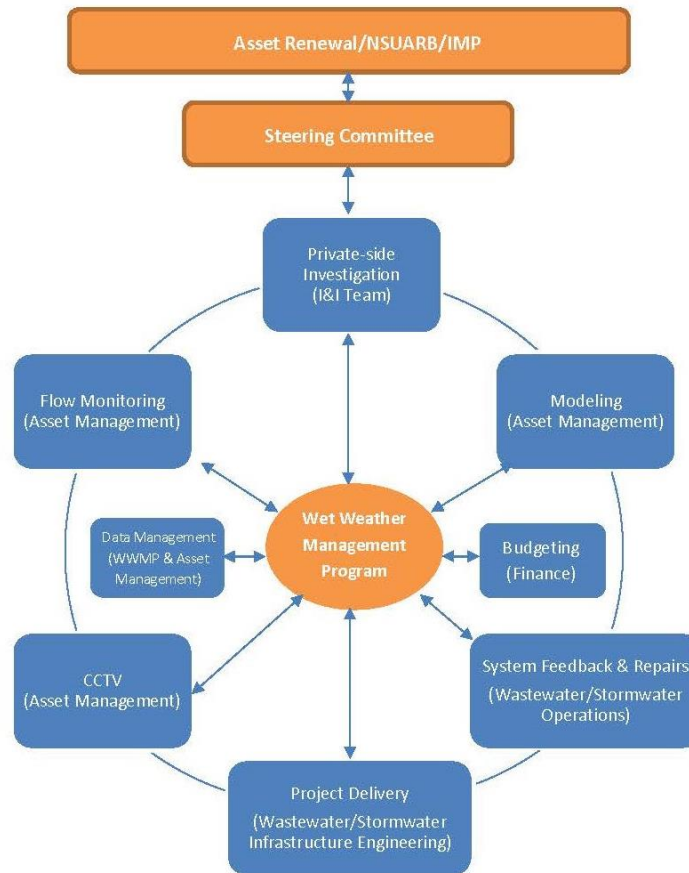 Asset Renewal/NSUARB/IMP
Steering Committee
Private-side
Investigation
(I&I Team)
Flow Monitoring
(Asset Management)
Modeling
(Asset Management)
Wet Weather
Management
Program
Data Management
(WWMP & Asset
Management)
Budgeting
(Finance)
CCTV
(Asset Management)
System Feedback & Repairs
(Wastewater/Stormwater
Operations)
Project Delivery
(Wastewater/Stormwater
Infrastructure Engineering)